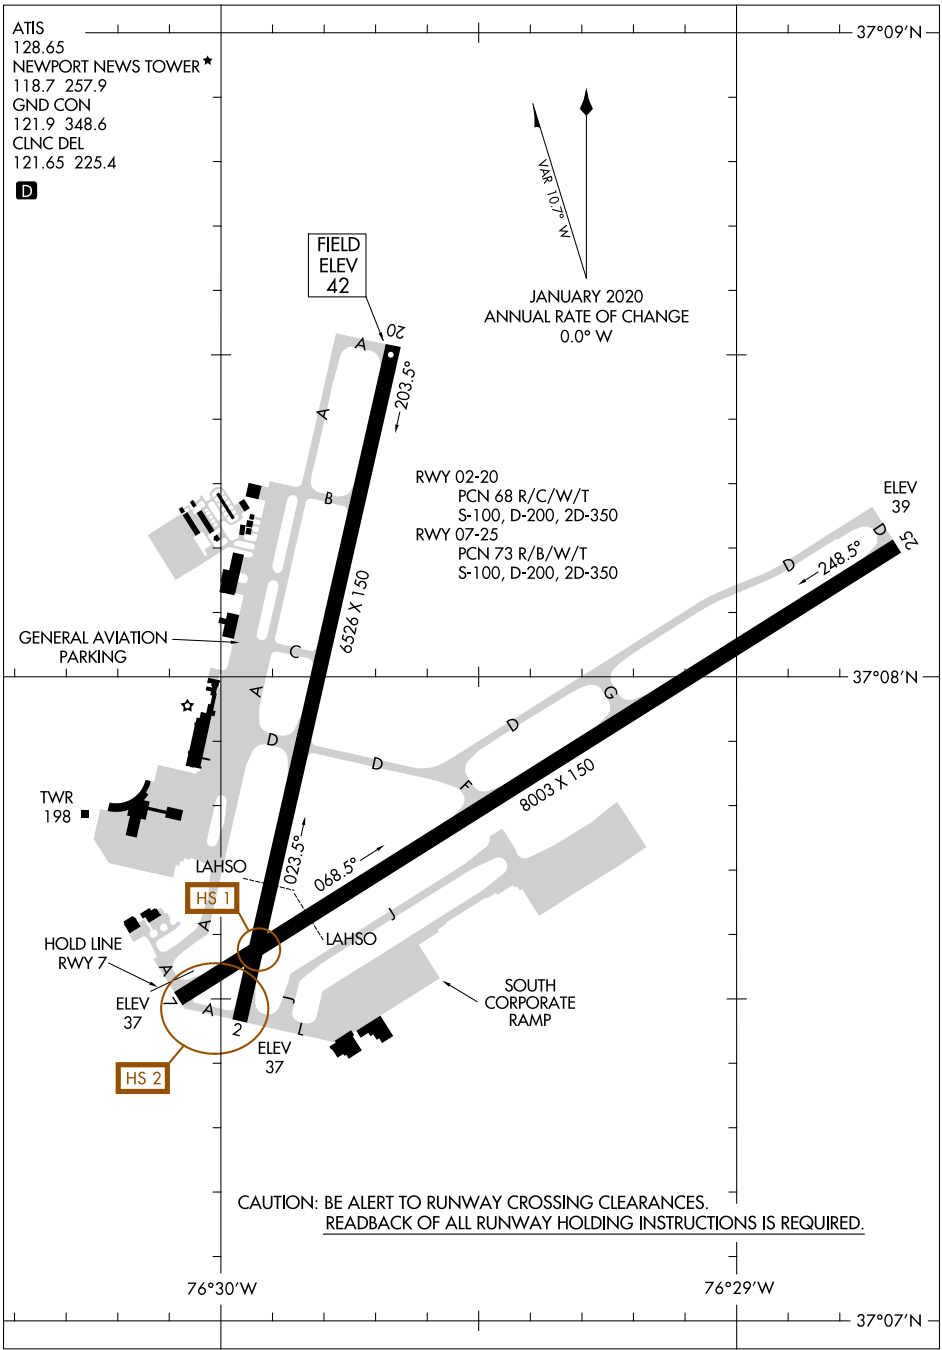 ATIS
128.65
NEWPORT NEWS TOWER★
118.7 257.9
GND CON
121.9 348.6
CLNC DEL
121.65 225.4
D
37°09'N
VAR 10.7° W
JANUARY 2020
ANNUAL RATE OF CHANGE
0.0° W
FIELD
ELEV
42
A
20
203.5°
A
B
RWY 02-20
PCN 68 R/C/W/T
S-100, D-200, 2D-350
RWY 07-25
PCN 73 R/B/W/T
S-100, D-200, 2D-350
ELEV
39
D
25
D
248.5°
6526 X 150
GENERAL AVIATION
PARKING
C
37°08'N
A
G
D
D
D
F
8003 X 150
TWR
198
023.5°
068.5°
LAHSO
HS 1
J
A
LAHSO
HOLD LINE
RWY 7
A
ELEV
37
7
A
2
J
L
ELEV
37
SOUTH
CORPORATE
RAMP
HS 2
CAUTION: BE ALERT TO RUNWAY CROSSING CLEARANCES.
READBACK OF ALL RUNWAY HOLDING INSTRUCTIONS IS REQUIRED.
76°30'W
76°29'W
37°07'N